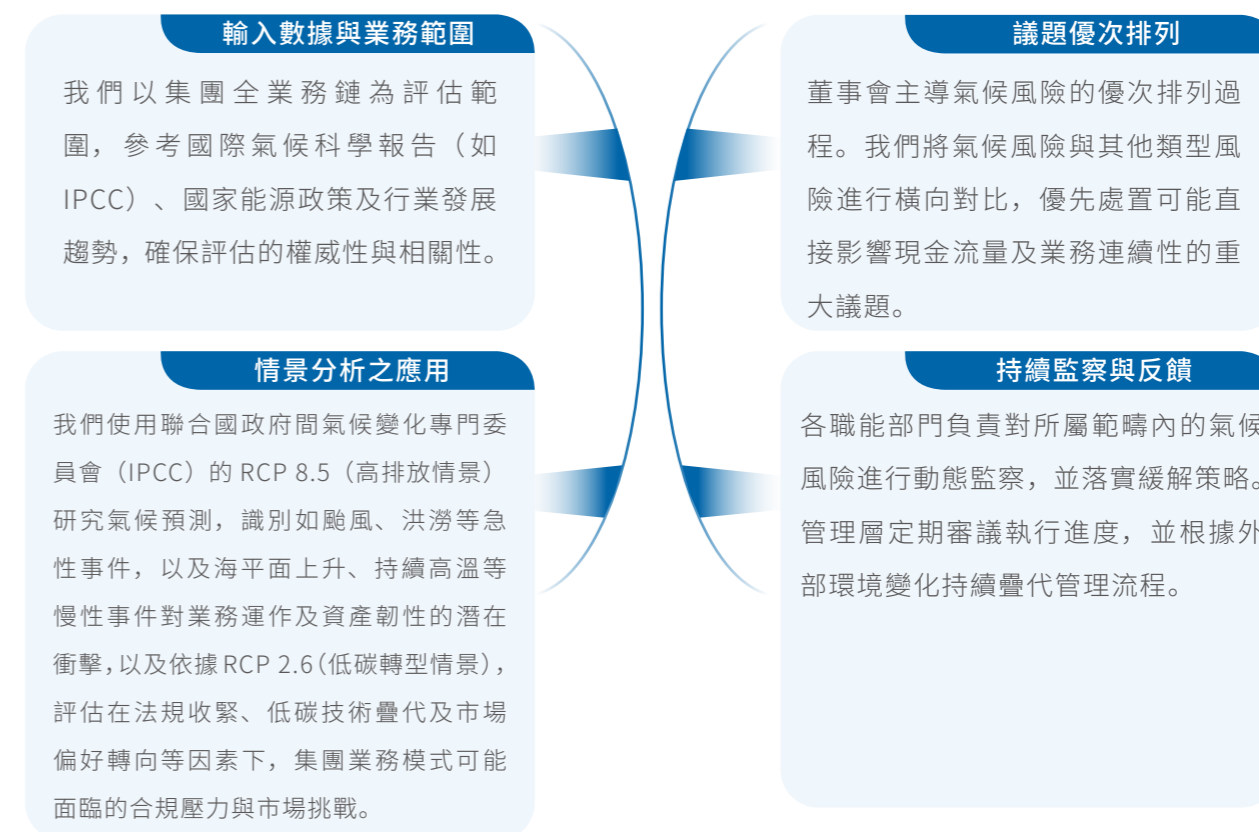 輸入數據與業務範圍
我們以集團全業務鏈為評估範
圍，參考國際氣候科學報告（如
IPCC）、國家能源政策及行業發展
趨勢，確保評估的權威性與相關性。
情景分析之應用
我們使用聯合國政府間氣候變化專門委
員會（IPCC）的 RCP 8.5（高排放情景）
研究氣候預測，識別如颱風、洪澇等急
性事件，以及海平面上升、持續高溫等
慢性事件對業務運作及資產韌性的潛在
衝擊，以及依據 RCP 2.6（低碳轉型情景），
評估在法規收緊、低碳技術疊代及市場
偏好轉向等因素下，集團業務模式可能
面臨的合規壓力與市場挑戰。
議題優次排列
董事會主導氣候風險的優次排列過
程。我們將氣候風險與其他類型風
險進行橫向對比，優先處置可能直
接影響現金流量及業務連續性的重
大議題。
持續監察與反饋
各職能部門負責對所屬範疇內的氣候
風險進行動態監察，並落實緩解策略。
管理層定期審議執行進度，並根據外
部環境變化持續疊代管理流程。